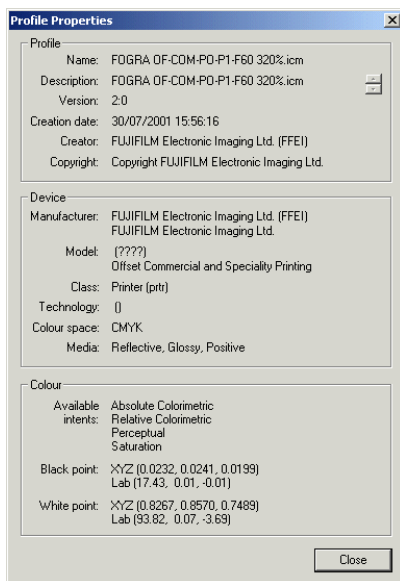 Profile Properties
Profile
Name: FOGRA OF-COM-PO-P1-F60 320%.icm
Description: FOGRA OF-COM-PO-P1-F60 320%.icm
Version: 2:0
Creation date: 30/07/2001 15:56:16
Creator: FUJIFILM Electronic Imaging Ltd. (FFEI)
Copyright: Copyright FUJIFILM Electronic Imaging Ltd.
Device
Manufacturer: FUJIFILM Electronic Imaging Ltd. (FFEI)
FUJIFILM Electronic Imaging Ltd.
Model: (????)
Offset Commercial and Speciality Printing
Class: Printer (prtr)
Technology: ()
Colour space: CMYK
Media: Reflective, Glossy, Positive
Colour
Available Absolute Colorimetric
intents: Relative Colorimetric
Perceptual
Saturation
Black point: XYZ (0.0232, 0.0241, 0.0199)
Lab (17.43, 0.01, -0.01)
White point: XYZ (0.8267, 0.8570, 0.7489)
Lab (93.82, 0.07, -3.69)
Close